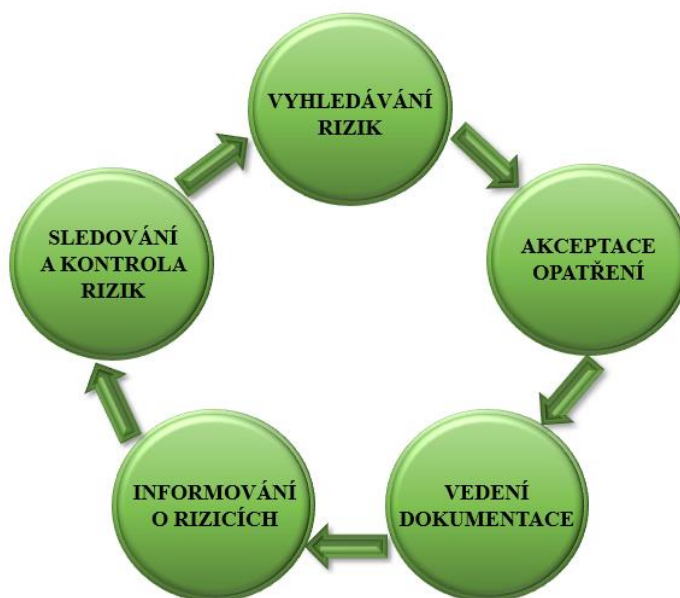 VYHLEDÁVÁNÍ
RIZIK
AKCEPTACE
OPATŘENÍ
VEDENÍ
DOKUMENTACE
INFORMOVÁNÍ
O RIZICÍCH
SLEDOVÁNÍ
A KONTROLA
RIZIK